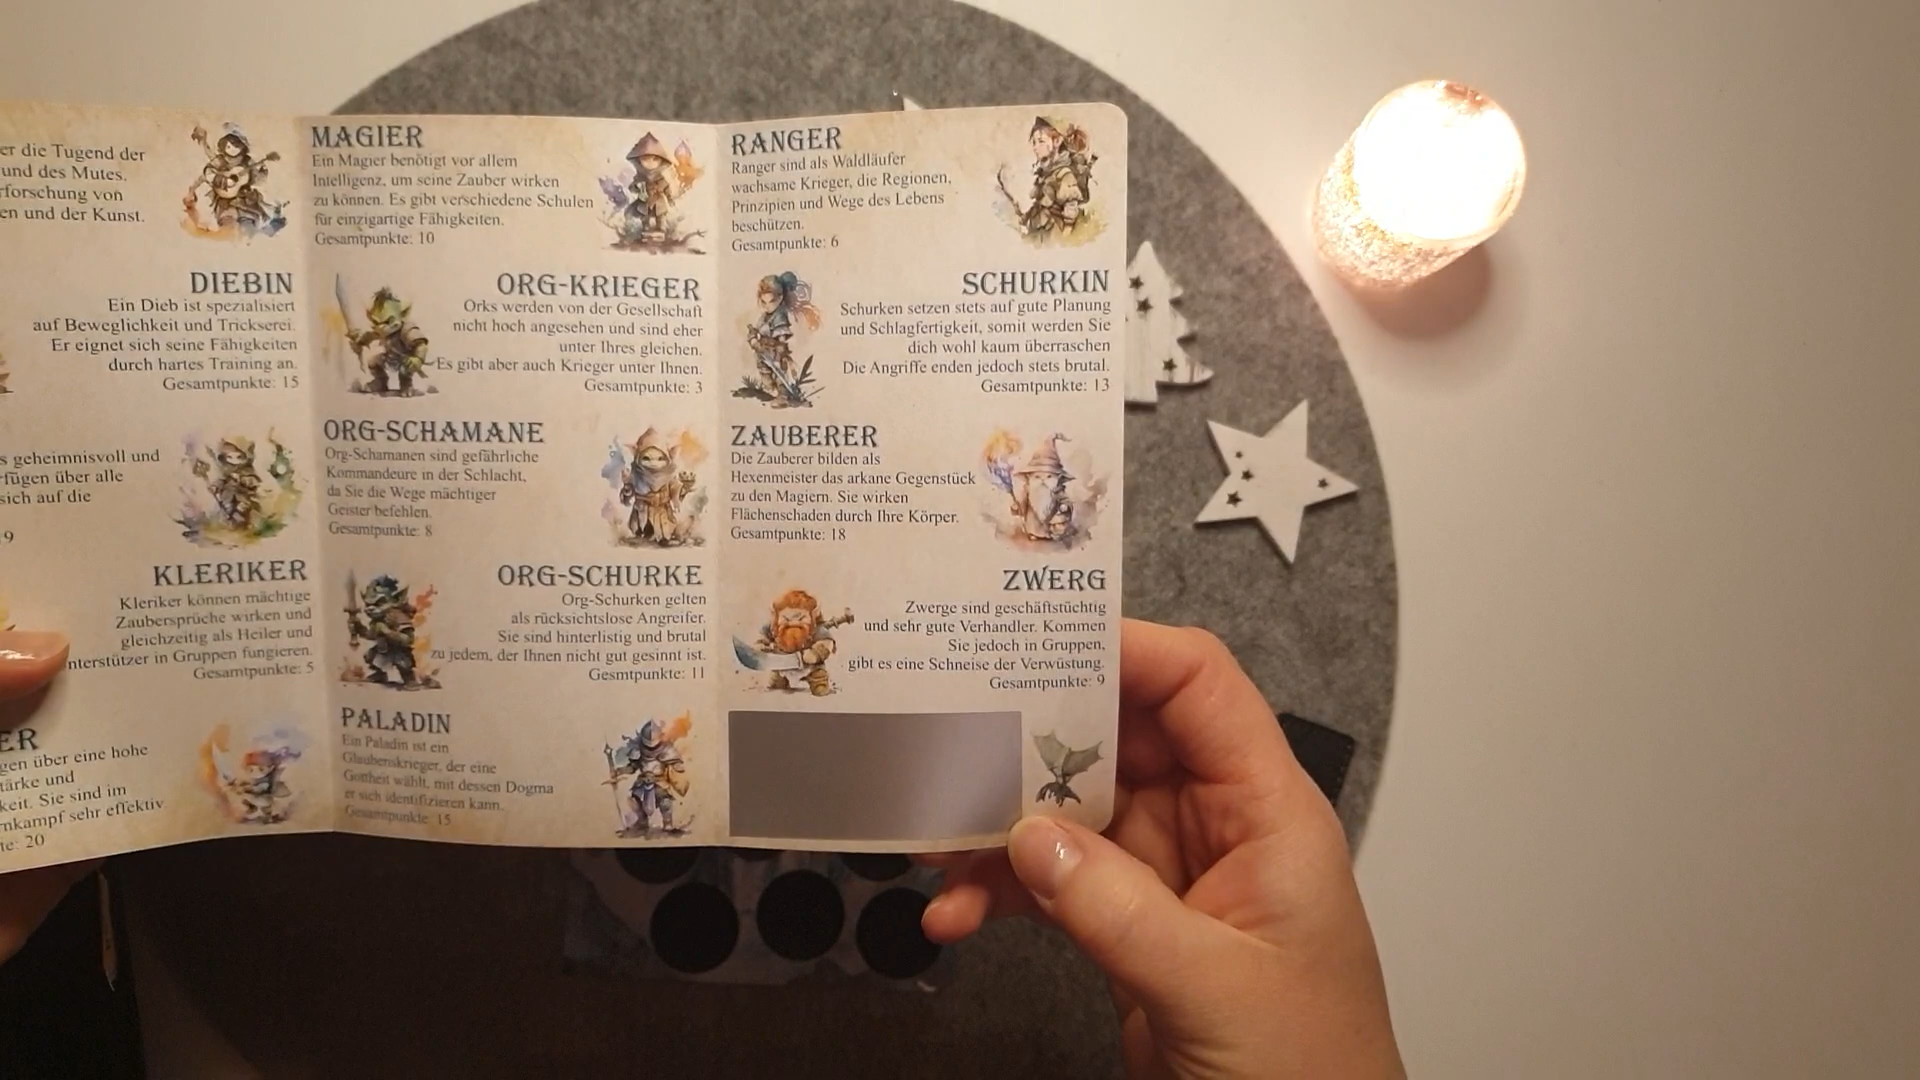 er die Tugend der
und des Mutes.
rforschung von
en und der Kunst.
DIEBIN
Ein Dieb ist spezialisiert
auf Beweglichkeit und Trickserei.
Er eignet sich seine Fähigkeiten
durch hartes Training an.
Gesamtpunkte: 15
s geheimnisvoll und
fügen über alle
sich auf die
9
KLERIKER
Kleriker können mächtige
Zaubersprüche wirken und
gleichzeitig als Heiler und
nterstützer in Gruppen fungieren.
Gesamtpunkte: 5
ER
gen über eine hohe
tärke und
keit. Sie sind im
nkampf sehr effektiv
te: 20
MAGIER
Ein Magier benötigt vor allem
Intelligenz, um seine Zauber wirken
zu können. Es gibt verschiedene Schulen
für einzigartige Fähigkeiten.
Gesamtpunkte: 10
ORG-KRIEGER
Orks werden von der Gesellschaft
nicht hoch angesehen und sind eher
unter Ihres gleichen.
Es gibt aber auch Krieger unter Ihnen.
Gesamtpunkte: 3
ORG-SCHAMANE
Org-Schamanen sind gefährliche
Kommandeure in der Schlacht,
da Sie die Wege mächtiger
Geister befehlen.
Gesamtpunkte: 8
ORG-SCHURKE
Org-Schurken gelten
als rücksichtslose Angreifer.
Sie sind hinterlistig und brutal
zu jedem, der Ihnen nicht gut gesinnt ist.
Gesmtpunkte: 11
PALADIN
Ein Paladin ist ein
Glaubenskrieger, der eine
Gottheit wählt, mit dessen Dogma
er sich identifizieren kann.
Gesamtpunkte: 15
RANGER
Ranger sind als Waldläufer
wachsame Krieger, die Regionen,
Prinzipien und Wege des Lebens
beschützen.
Gesamtpunkte: 6
SCHURKIN
Schurken setzen stets auf gute Planung
und Schlagfertigkeit, somit werden Sie
dich wohl kaum überraschen
Die Angriffe enden jedoch stets brutal.
Gesamtpunkte: 13
ZAUBERER
Die Zauberer bilden als
Hexenmeister das arkane Gegenstück
zu den Magiern. Sie wirken
Flächenschaden durch Ihre Körper.
Gesamtpunkte: 18
ZWERG
Zwerge sind geschäftstüchtig
und sehr gute Verhandler. Kommen
Sie jedoch in Gruppen,
gibt es eine Schneise der Verwüstung.
Gesamtpunkte: 9